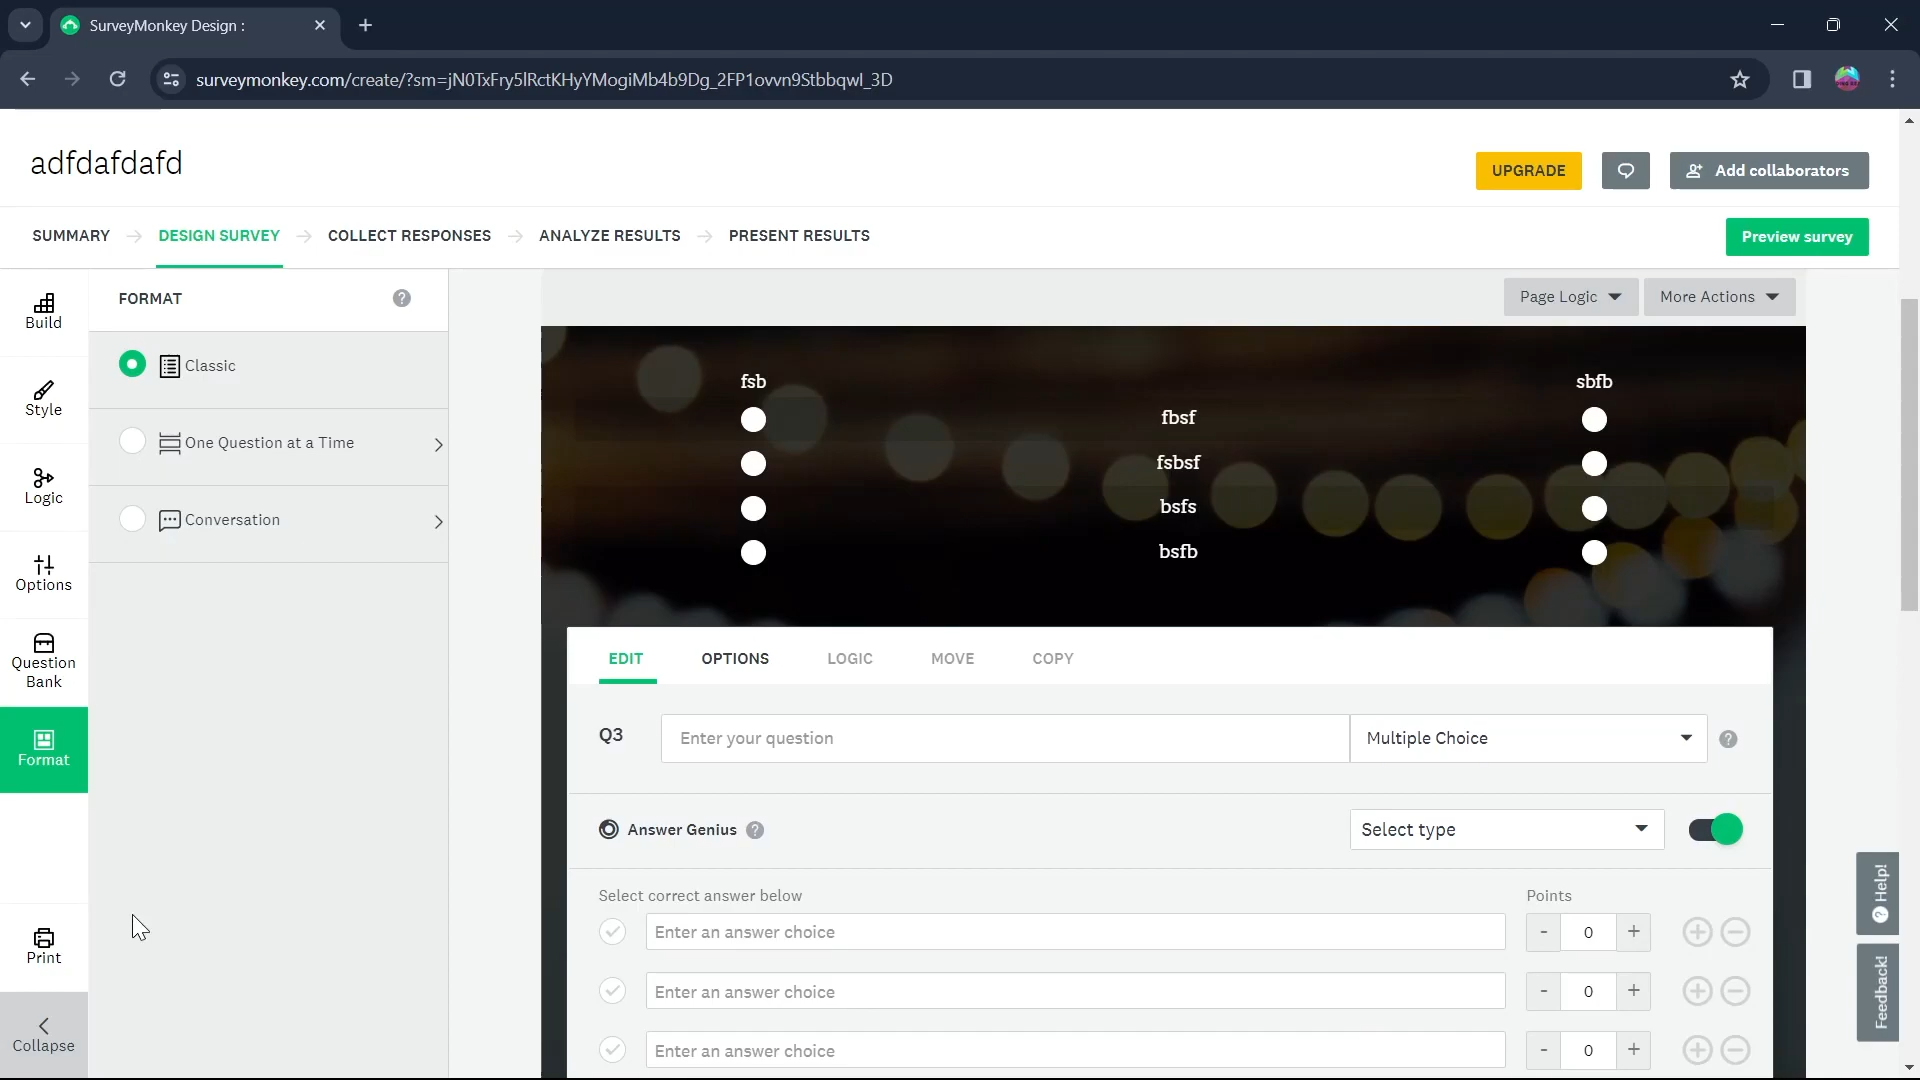 SurveyMonkey Design :
surveymonkey.com/create/?sm=jN0TxFry5lRctKHyYMogiMb4b9Dg_2FP1ovvn9Stbbqwl_3D
adfdafdafd
UPGRADE
Add collaborators
SUMMARY
DESIGN SURVEY
COLLECT RESPONSES
ANALYZE RESULTS
PRESENT RESULTS
Preview survey
Build
Style
Logic
Options
Question
Bank
Format
Print
Collapse
FORMAT
?
Classic
One Question at a Time
Conversation
Page Logic
More Actions
fsb
sbfb
fbsf
fsbsf
bsfs
bsfb
EDIT
OPTIONS
LOGIC
MOVE
COPY
Q3
Enter your question
Multiple Choice
?
Answer Genius ?
Select type
Select correct answer below
Points
Enter an answer choice
- 0 +
Enter an answer choice
- 0 +
Enter an answer choice
- 0 +
? Help!
Feedback!